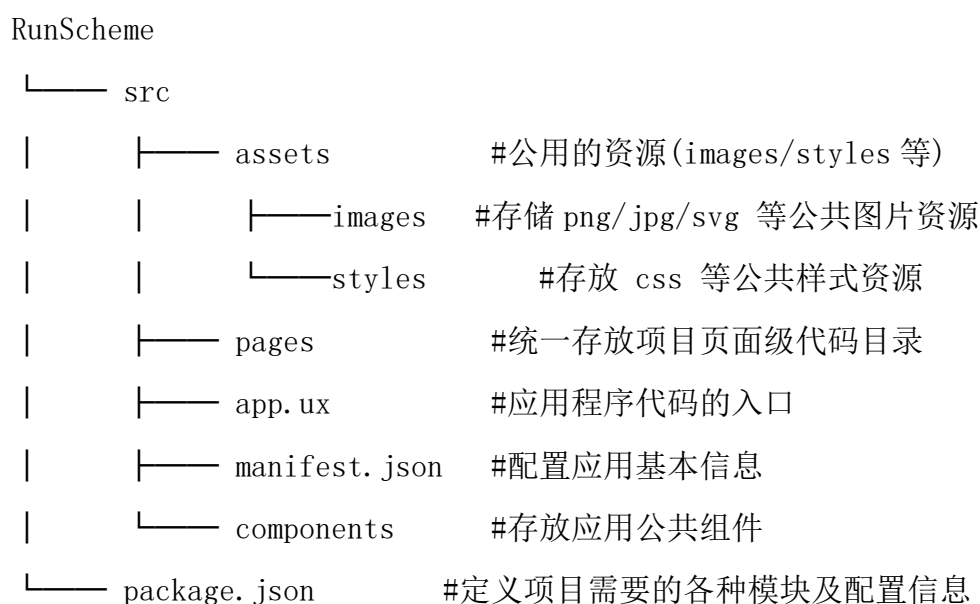 RunScheme
└── src
│ ├── assets #公用的资源(images/styles 等)
│ │ ├──images #存储 png/jpg/svg 等公共图片资源
│ │ └──styles #存放 css 等公共样式资源
│ ├── pages #统一存放项目页面级代码目录
│ ├── app.ux #应用程序代码的入口
│ ├── manifest.json #配置应用基本信息
│ └── components #存放应用公共组件
└── package.json #定义项目需要的各种模块及配置信息